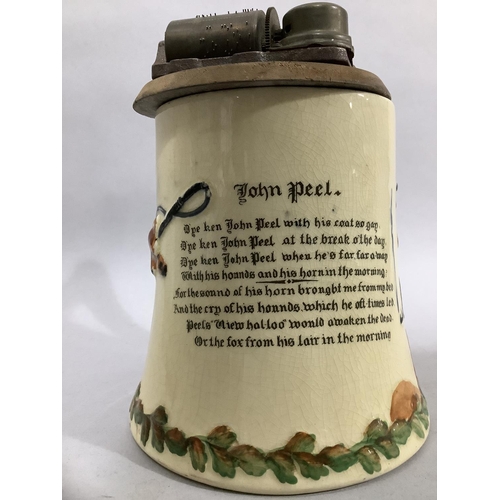 John Peel.
D'ye ken John Peel with his coat so gay.
D'ye ken John Peel at the break o'the day.
D'ye ken John Peel when he's far, far a way
With his hounds and his horn in the morning
For the sound of his horn brought me from my bed
And the cry of his hounds which he oft-times led
Peel's 'View hal-loo' would awaken the dead
Or the fox from his lair in the morning